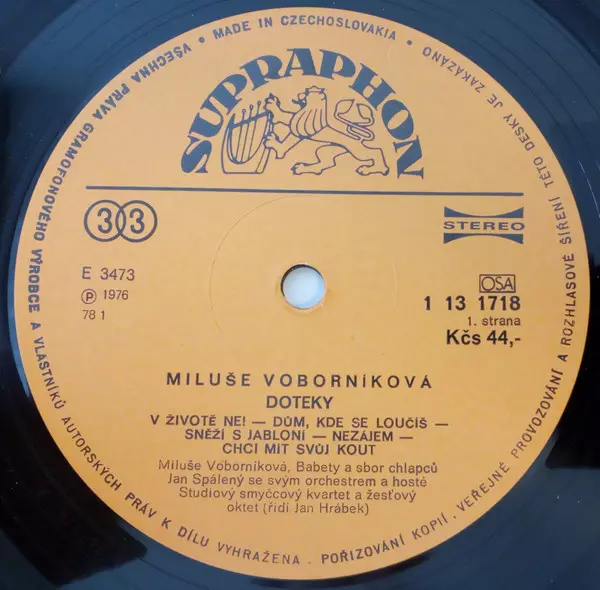 VŠECHNA PRÁVA GRAMOFONOVÉHO VÝROBCE A VLASTNÍKŮ AUTORSKÝCH PRÁV K DÍLU VYHRAŽENA. POŘIZOVÁNÍ KOPIÍ, VEŘEJNÉ PROVOZOVÁNÍ A ROZHLASOVÉ ŠÍŘENÍ TÉTO DESKY JE ZAKÁZÁNO • MADE IN CZECHOSLOVAKIA •
SUPRAPHON
33
STEREO
E 3473
Ⓟ 1976
78 1
OSA
1 13 1718
1. strana
Kčs 44,-
MILUŠE VOBORNÍKOVÁ
DOTEKY
V ŽIVOTĚ NE! — DŮM, KDE SE LOUČÍŠ —
SNĚŽÍ S JABLONÍ — NEZÁJEM —
CHCI MÍT SVŮJ KOUT
Miluše Voborníková, Babety a sbor chlapců
Jan Spálený se svým orchestrem a hosté
Studiový smyčcový kvartet a žesťový
oktet (řídí Jan Hrábek)